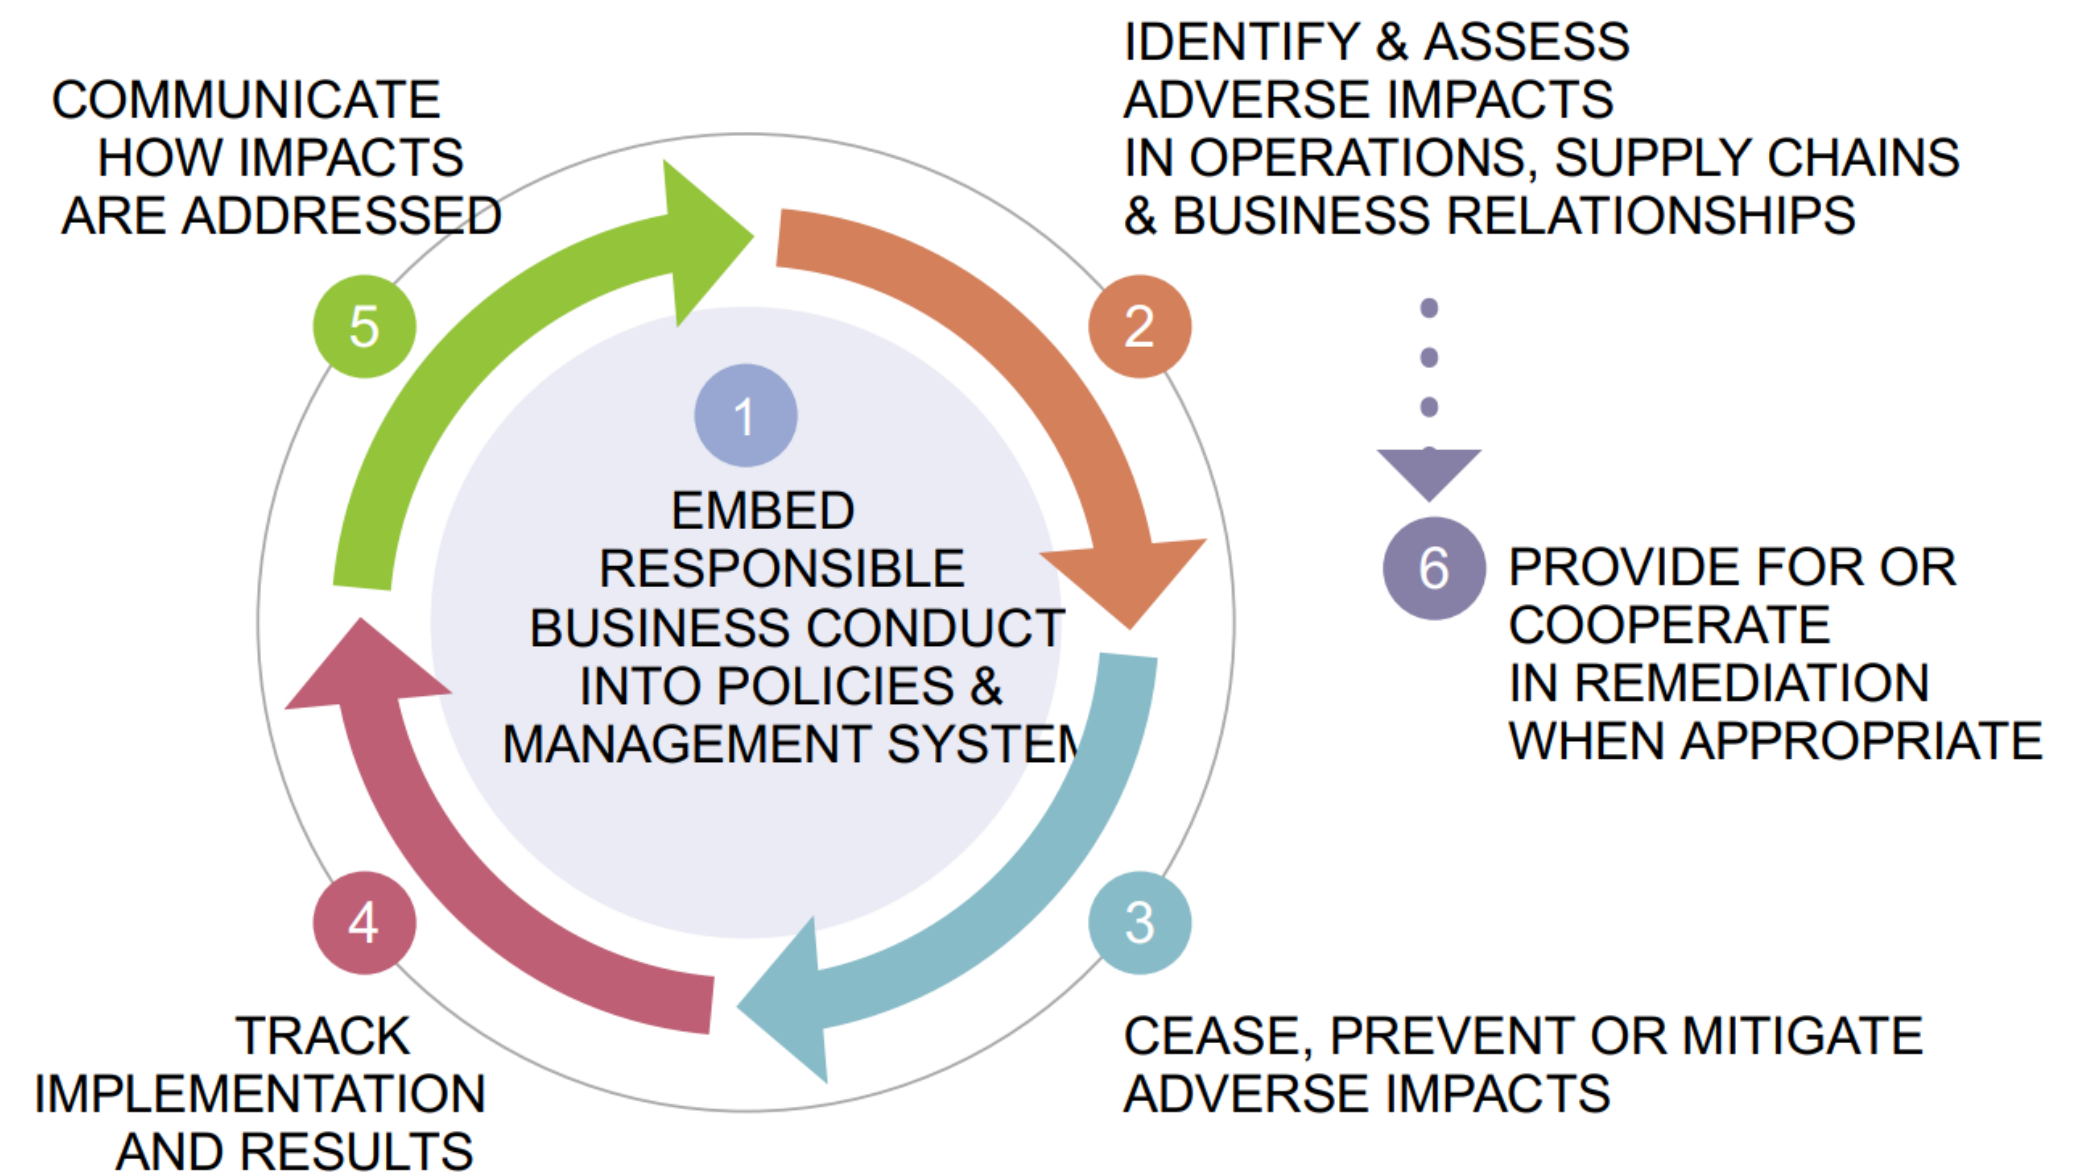 COMMUNICATE
HOW IMPACTS
ARE ADDRESSED
5
IDENTIFY & ASSESS
ADVERSE IMPACTS
IN OPERATIONS, SUPPLY CHAINS
& BUSINESS RELATIONSHIPS
2
1
EMBED
RESPONSIBLE
BUSINESS CONDUCT
INTO POLICIES &
MANAGEMENT
6
PROVIDE FOR OR
COOPERATE
IN REMEDIATION
WHEN APPROPRIATE
3
CEASE, PREVENT OR MITIGATE
ADVERSE IMPACTS
4
TRACK
IMPLEMENTATION
AND RESULTS